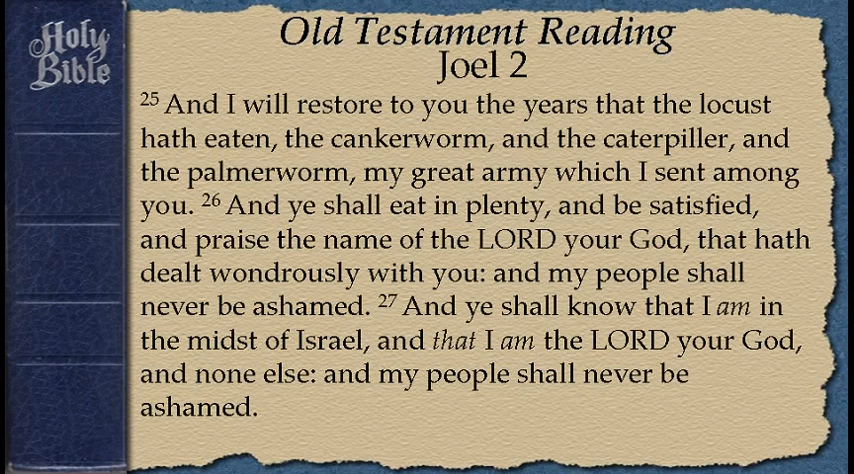 Holy
Bible
Old Testament Reading
Joel 2
25 And I will restore to you the years that the locust
hath eaten, the cankerworm, and the caterpiller, and
the palmerworm, my great army which I sent among
you. 26 And ye shall eat in plenty, and be satisfied,
and praise the name of the LORD your God, that hath
dealt wondrously with you: and my people shall
never be ashamed. 27 And ye shall know that I am in
the midst of Israel, and that I am the LORD your God,
and none else: and my people shall never be
ashamed.